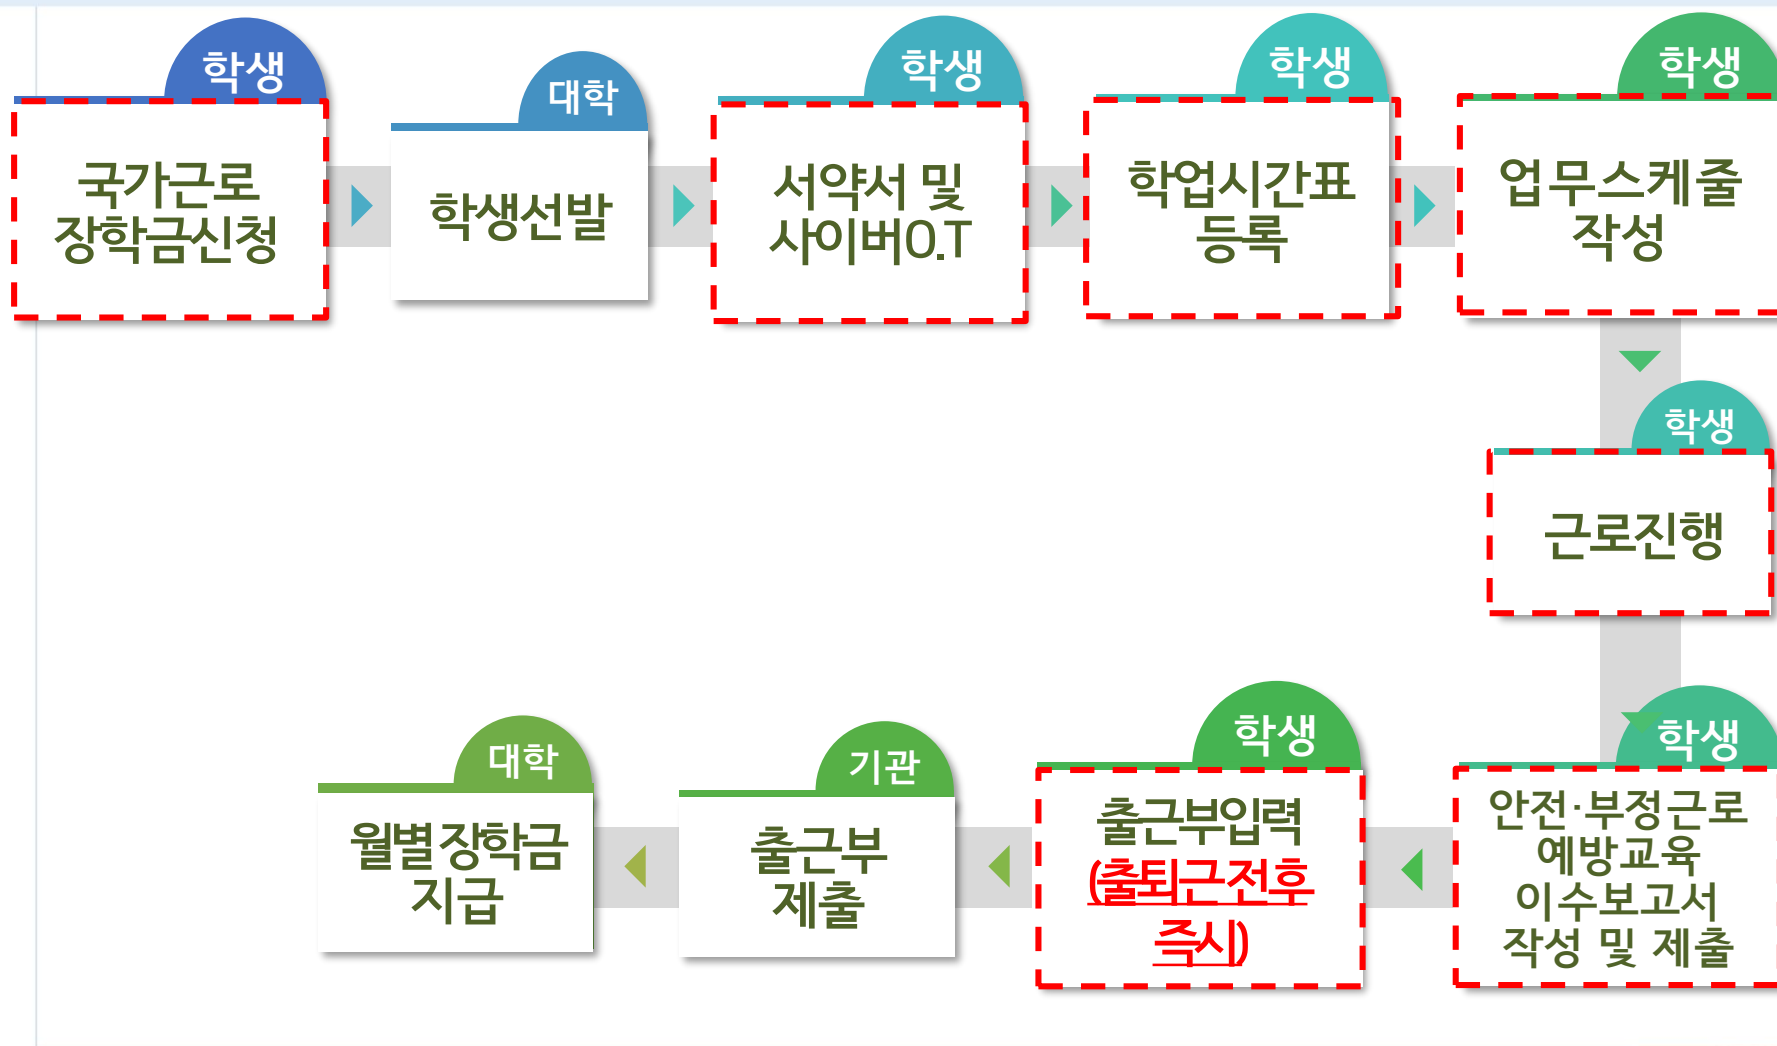 학생
국가근로
장학금신청
대학
학생선발
학생
서약서 및
사이버O.T
학생
학업시간표
등록
학생
업무스케줄
작성
학생
근로진행
학생
안전·부정근로
예방교육
이수보고서
작성 및 제출
학생
출근부입력
(출퇴근전후
즉시)
기관
출근부
제출
대학
월별장학금
지급